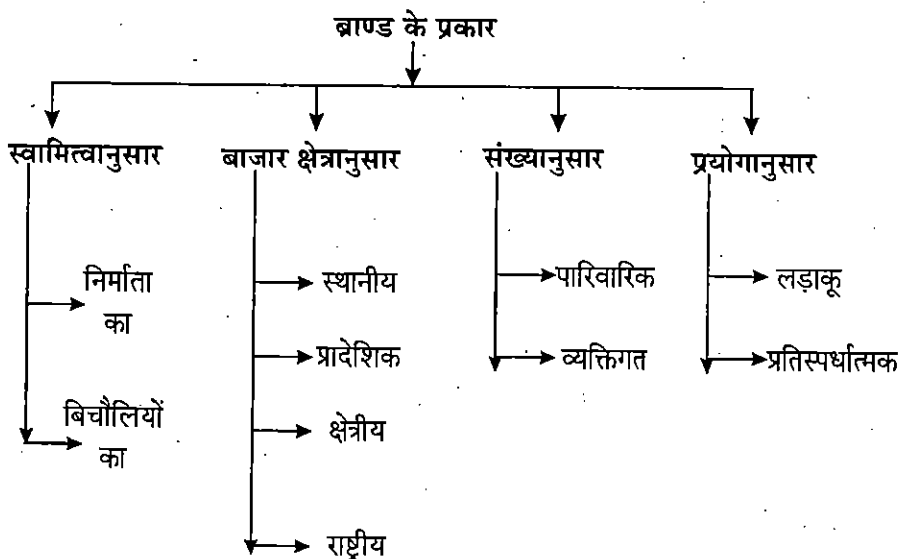 ब्राण्ड के प्रकार
स्वामित्वानुसार
बाजार क्षेत्रानुसार
संख्यानुसार
प्रयोगानुसार
निर्माता
का
बिचौलियों
का
स्थानीय
प्रादेशिक
क्षेत्रीय
राष्ट्रीय
पारिवारिक
व्यक्तिगत
लड़ाकू
प्रतिस्पर्धात्मक